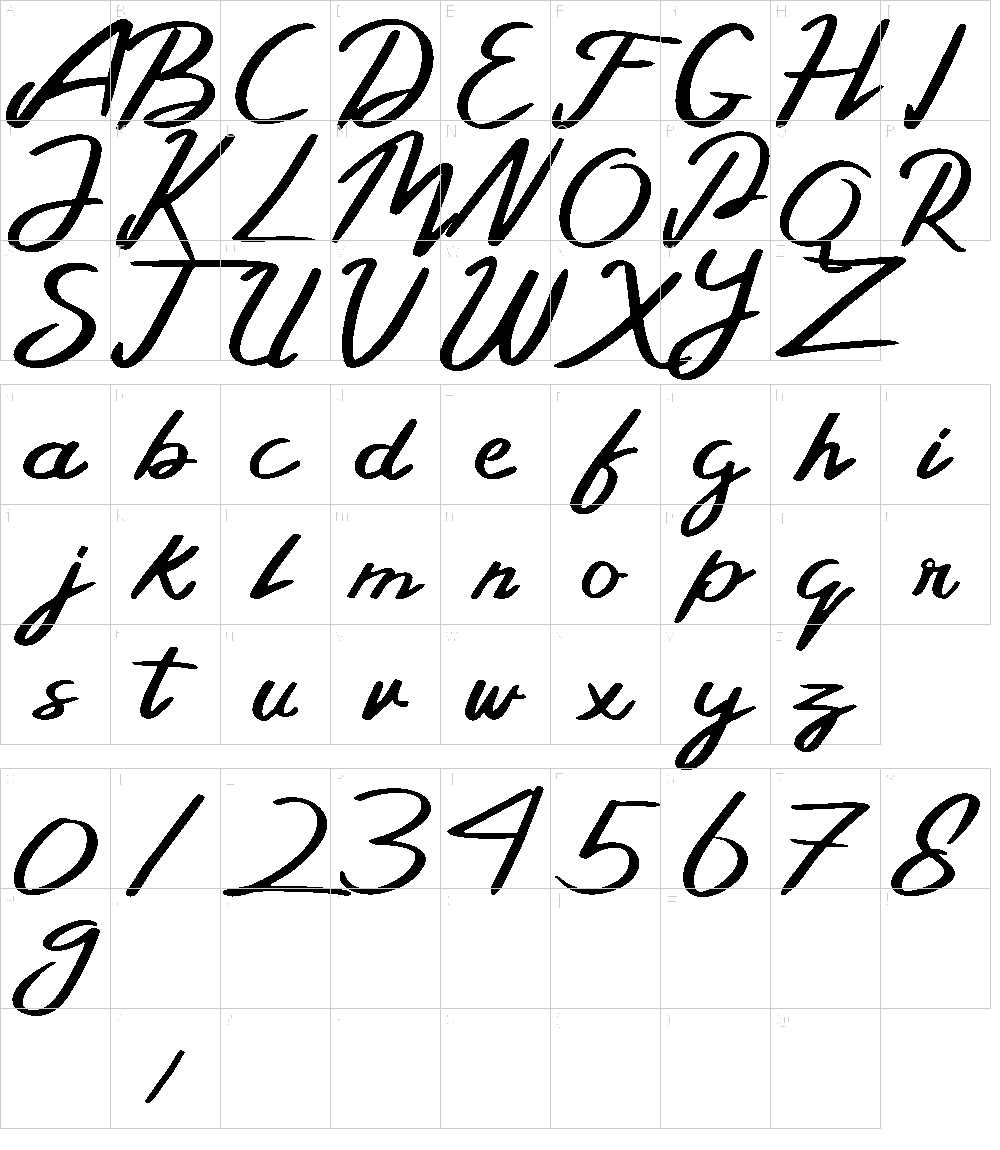 A B C D E F G H I
J K L M N O P Q R
S T U V W X Y Z
a b c d e f g h i
j k l m n o p q r
s t u v w x y z
0 1 2 3 4 5 6 7 8
9
/